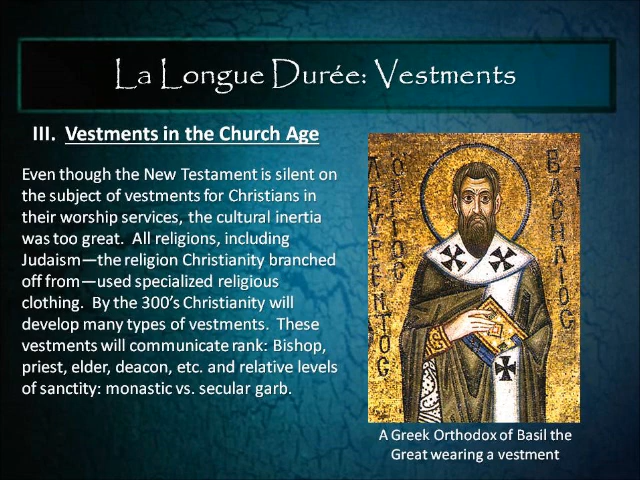 La Longue Durée: Vestments
III. Vestments in the Church Age
Even though the New Testament is silent on
the subject of vestments for Christians in
their worship services, the cultural inertia
was too great. All religions, including
Judaism—the religion Christianity branched
off from—used specialized religious
clothing. By the 300's Christianity will
develop many types of vestments. These
vestments will communicate rank: Bishop,
priest, elder, deacon, etc. and relative levels
of sanctity: monastic vs. secular garb.
ΒΑCΗΛΙΟC
A Greek Orthodox of Basil the
Great wearing a vestment